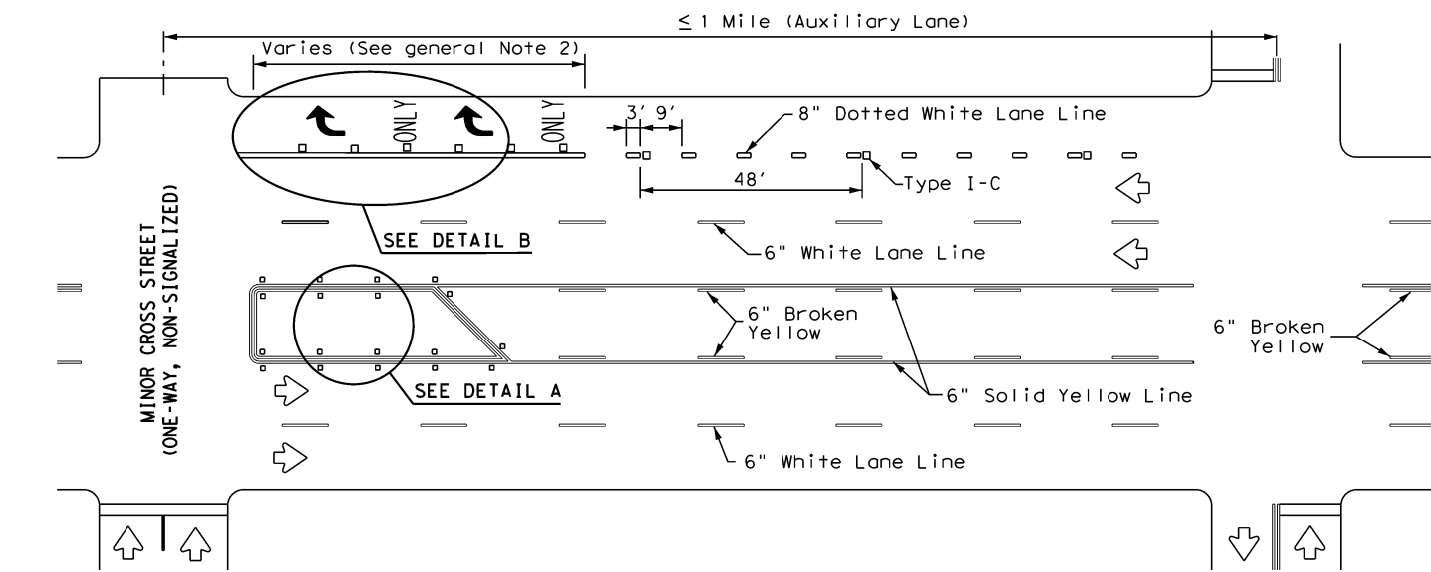 ≤ 1 Mile (Auxiliary Lane)
Varies (See general Note 2)
ONLY
ONLY
3' 9'
8" Dotted White Lane Line
48'
Type I-C
SEE DETAIL B
6" White Lane Line
MINOR CROSS STREET
(ONE-WAY, NON-SIGNALIZED)
6" Broken
Yellow
6" Broken
Yellow
SEE DETAIL A
6" Solid Yellow Line
6" White Lane Line